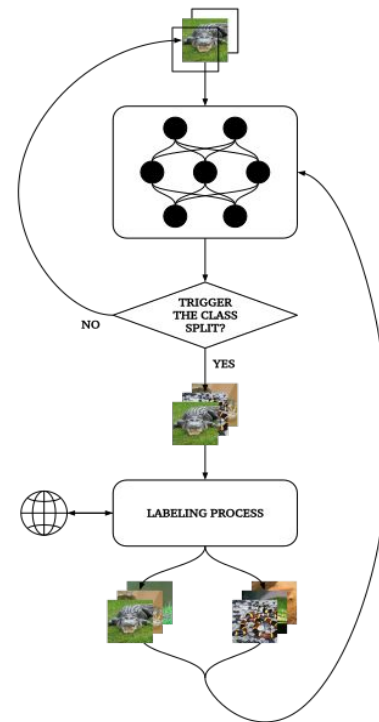 TRIGGER
THE CLASS
SPLIT?
NO
YES
LABELING PROCESS